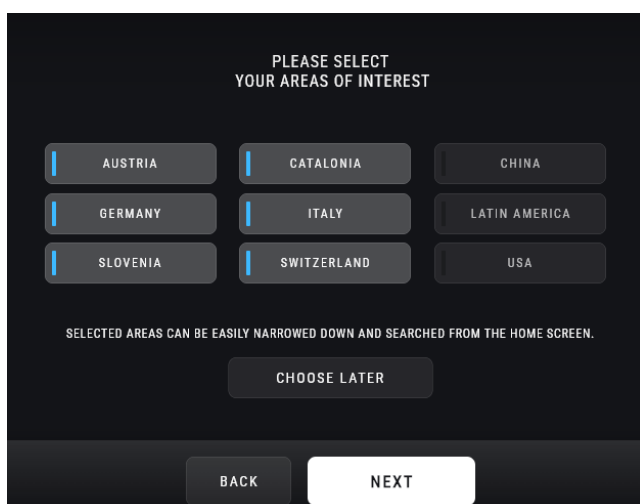 PLEASE SELECT
YOUR AREAS OF INTEREST
AUSTRIA
CATALONIA
CHINA
GERMANY
ITALY
LATIN AMERICA
SLOVENIA
SWITZERLAND
USA
SELECTED AREAS CAN BE EASILY NARROWED DOWN AND SEARCHED FROM THE HOME SCREEN.
CHOOSE LATER
BACK
NEXT